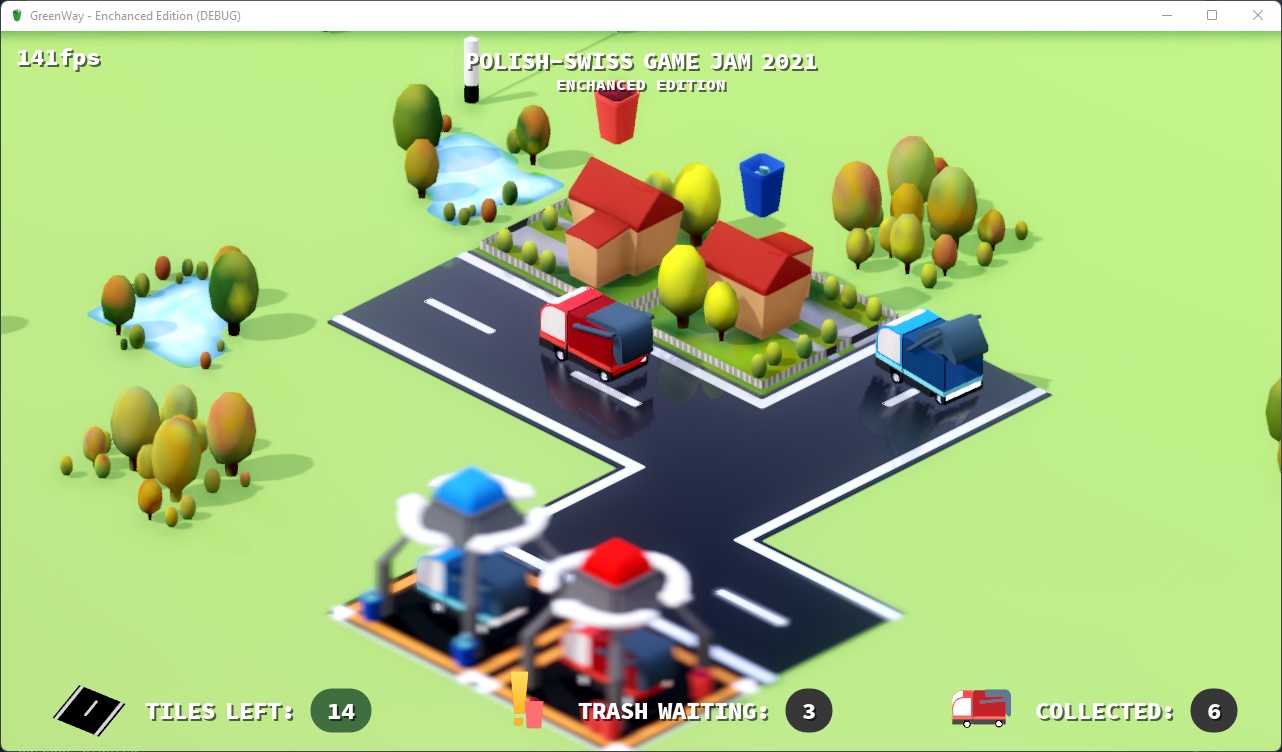 GreenWay - Enchanced Edition (DEBUG)
141fps
POLISH-SWISS GAME JAM 2021
ENCHANCED EDITION
TILES LEFT: 14
TRASH WAITING: 3
COLLECTED: 6